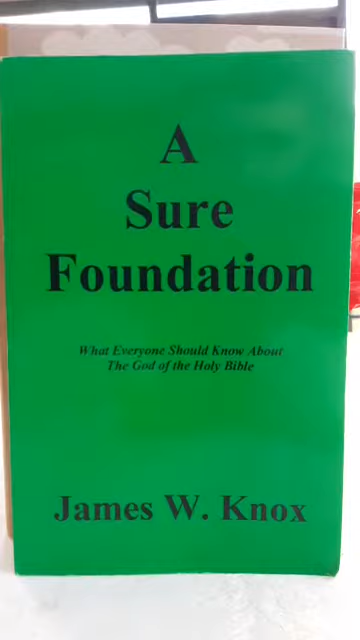 A
Sure
Foundation
What Everyone Should Know About
The God of the Holy Bible
James W. Knox